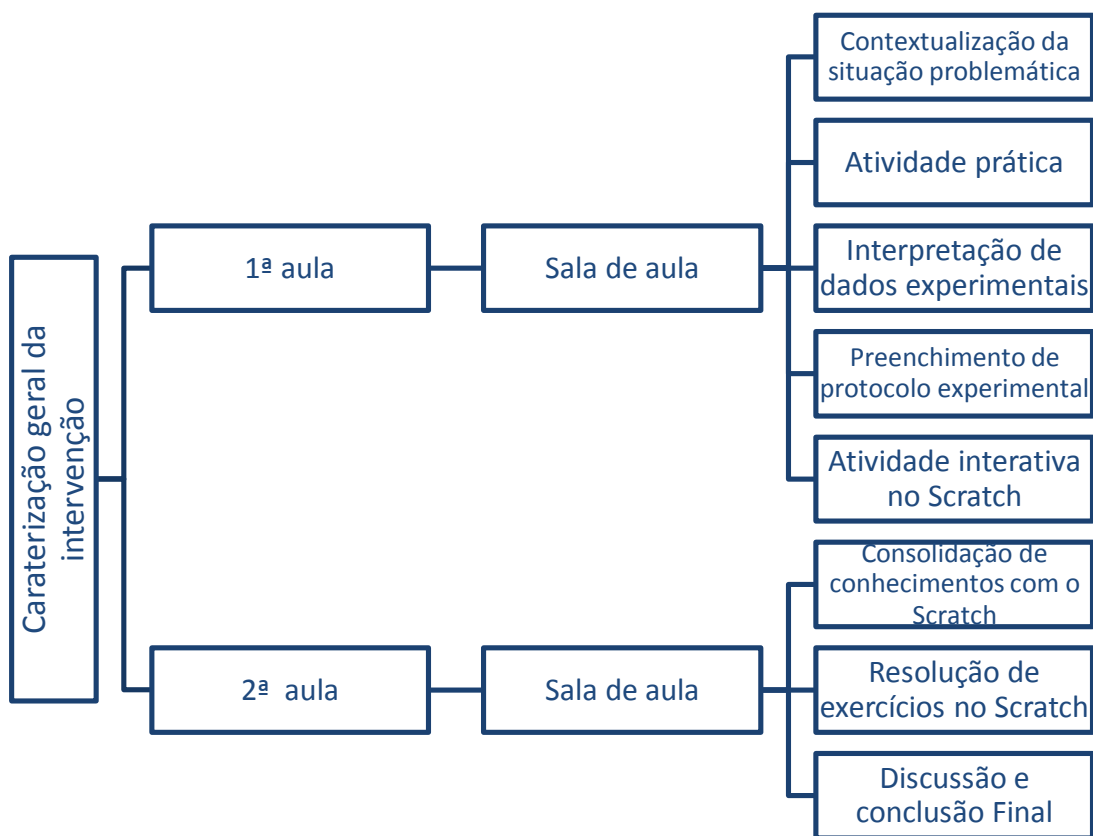 Caraterização geral da
intervenção
1ª aula
Sala de aula
Contextualização da
situação problemática
Atividade prática
Interpretação de
dados experimentais
Preenchimento de
protocolo experimental
Atividade interativa
no Scratch
2ª aula
Sala de aula
Consolidação de
conhecimentos com o
Scratch
Resolução de
exercícios no Scratch
Discussão e
conclusão Final